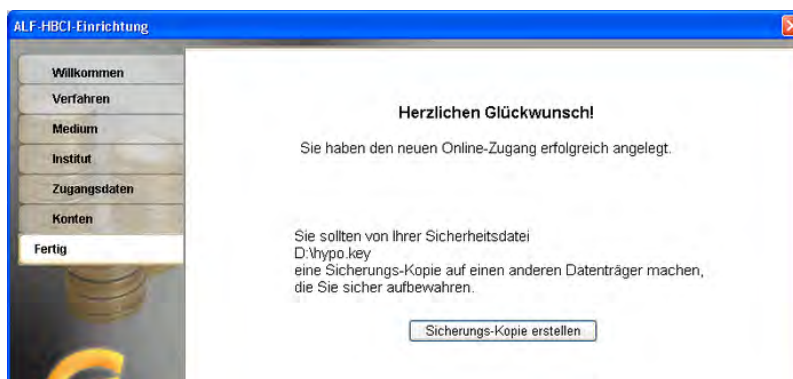 ALF-HBCI-Einrichtung
Willkommen
Verfahren
Medium
Institut
Zugangsdaten
Konten
Fertig
Herzlichen Glückwunsch!
Sie haben den neuen Online-Zugang erfolgreich angelegt.
Sie sollten von Ihrer Sicherheitsdatei
D:\hypo.key
eine Sicherungs-Kopie auf einen anderen Datenträger machen,
die Sie sicher aufbewahren.
Sicherungs-Kopie erstellen